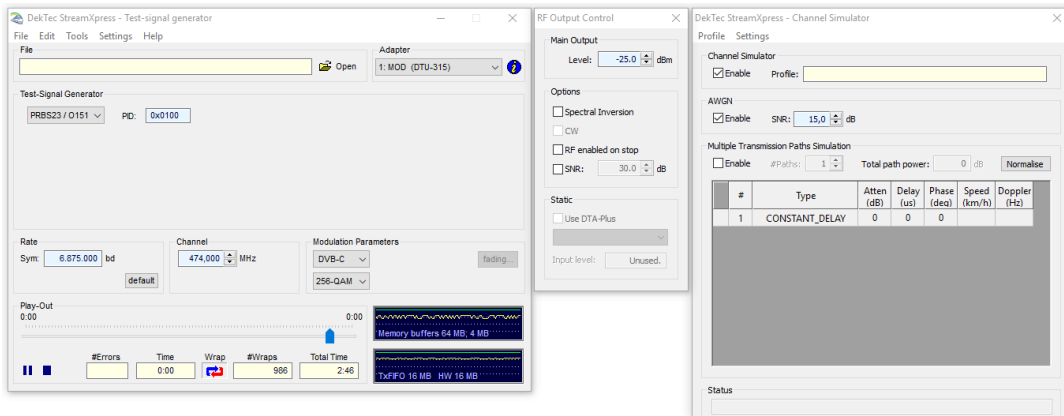 DekTec StreamXpress - Test-signal generator
File Edit Tools Settings Help
File
Open
Adapter
1: MOD (DTU-315)
Test-Signal Generator
PRBS23 / O151
PID:
0x0100
Rate
Sym:
6.875.000
bd
default
Channel
474,000
MHz
Modulation Parameters
DVB-C
fading...
256-QAM
Play-Out
0:00
0:00
Memory buffers 64 MB; 4 MB
#Errors
Time
Wrap
#Wraps
Total Time
0:00
986
2:46
TxFIFO 16 MB HW 16 MB
RF Output Control
Main Output
Level:
-25.0
dBm
Options
Spectral Inversion
CW
RF enabled on stop
SNR:
30.0
dB
Static
Use DTA-Plus
Input level:
Unused.
DekTec StreamXpress - Channel Simulator
Profile Settings
Channel Simulator
Enable
Profile:
AWGN
Enable
SNR:
15,0
dB
Multiple Transmission Paths Simulation
Enable
#Paths:
1
Total path power:
0
dB
Normalise
# Type Atten (dB) Delay (us) Phase (deg) Speed (km/h) Doppler (Hz)
1 CONSTANT_DELAY 0 0 0
Status